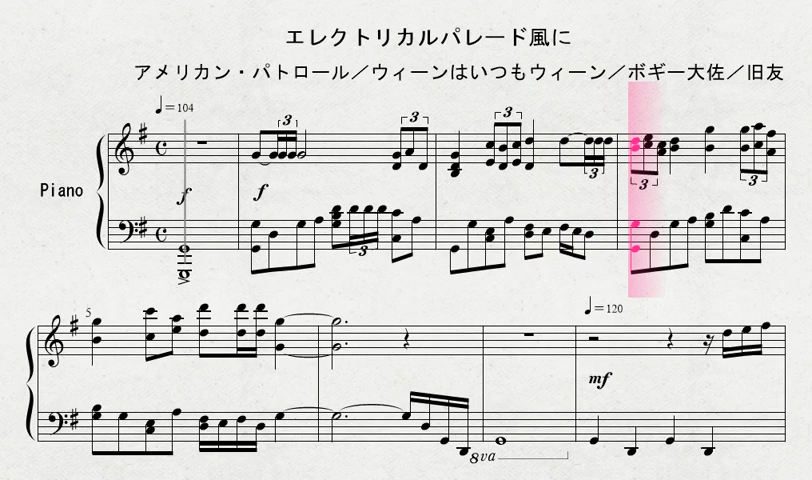 エレクトリカルパレード風に
アメリカン・パトロール／ウィーンはいつもウィーン／ボギー大佐／旧友
♩=104
3 3 3 3
Piano
f f
3 3
3
5
♩=120
mf
8va